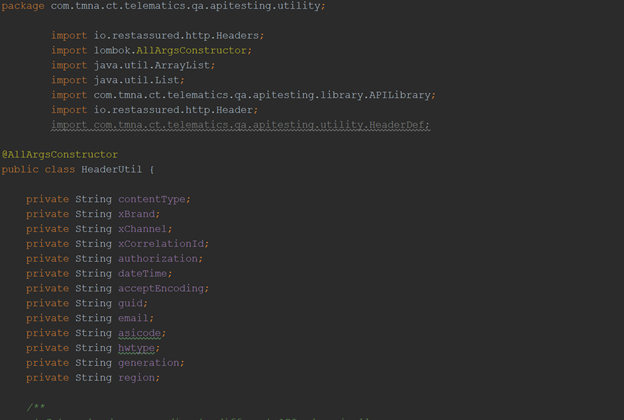 package com.tmna.ct.telematics.qa.apitesting.utility;
import io.restassured.http.Headers;
import lombok.AllArgsConstructor;
import java.util.ArrayList;
import java.util.List;
import com.tmna.ct.telematics.qa.apitesting.library.APILibrary;
import io.restassured.http.Header;
import com.tmna.ct.telematics.qa.apitesting.utility.HeaderDef;
@AllArgsConstructor
public class HeaderUtil {
private String contentType;
private String xBrand;
private String xChannel;
private String xCorrelationId;
private String authorization;
private String dateTime;
private String acceptEncoding;
private String guid;
private String email;
private String asicode;
private String hwtype;
private String generation;
private String region;
/**